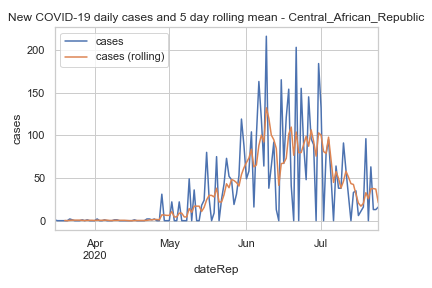 New COVID-19 daily cases and 5 day rolling mean - Central_African_Republic
cases
cases (rolling)
200
150
100
50
0
cases
Apr
2020
May
Jun
Jul
dateRep